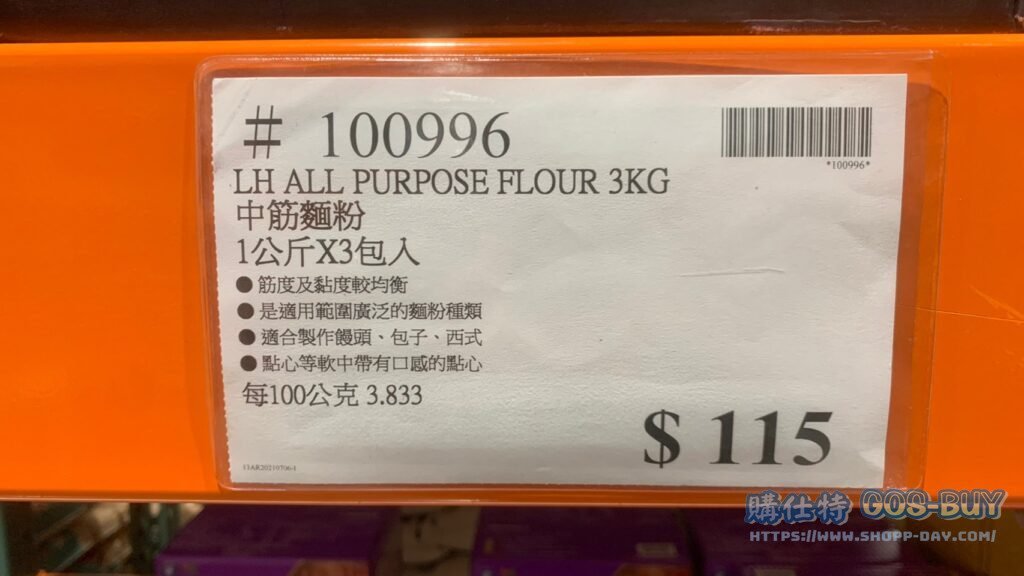 # 100996
*100996*
LH ALL PURPOSE FLOUR 3KG
中筋麵粉
1公斤X3包入
● 筋度及黏度較均衡
● 是適用範圍廣泛的麵粉種類
● 適合製作饅頭、包子、西式
● 點心等軟中帶有口感的點心
每100公克 3.833
$ 115
13AR20210706-1
購仕特 GOS-BUY
HTTPS://WWW.SHOPP-DAY.COM/